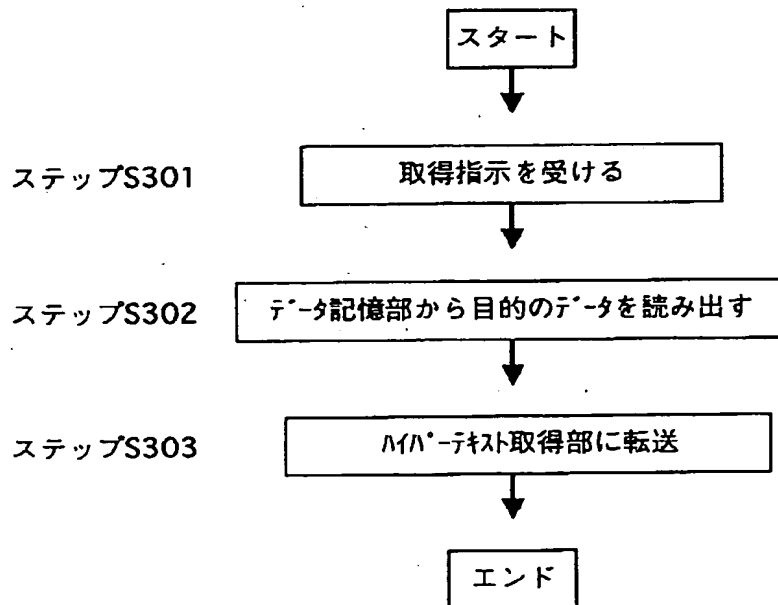 スタート
ステップS301 取得指示を受ける
ステップS302 ﾃﾞｰﾀ記憶部から目的のﾃﾞｰﾀを読み出す
ステップS303 ﾊｲﾊﾟｰﾃｷｽﾄ取得部に転送
エンド